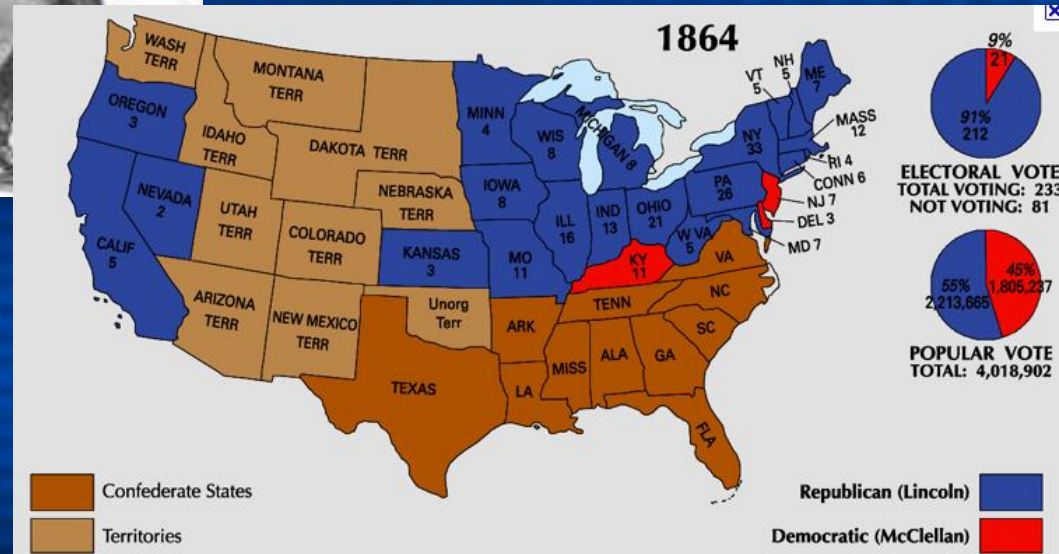 1864
WASH
TERR
MONTANA
TERR
OREGON
3
IDAHO
TERR
DAKOTA TERR
MINN
4
WIS
8
MICHIGAN 8
VT
5
NH
5
ME
7
MASS
12
NY
33
RI 4
CONN 6
NJ 7
DEL 3
MD 7
PA
26
NEVADA
2
CALIF
5
UTAH
TERR
COLORADO
TERR
NEBRASKA
TERR
IOWA
8
KANSAS
3
MO
11
ILL
16
IND
13
OHIO
21
W VA
5
KY
11
VA
ARIZONA
TERR
NEW MEXICO
TERR
Unorg
Terr
TEXAS
ARK
LA
TENN
MISS
ALA
GA
NC
SC
FLA
9%
21
91%
212
ELECTORAL VOTE
TOTAL VOTING: 233
NOT VOTING: 81
55%
2,213,665
45%
1,805,237
POPULAR VOTE
TOTAL: 4,018,902
Confederate States
Territories
Republican (Lincoln)
Democratic (McClellan)